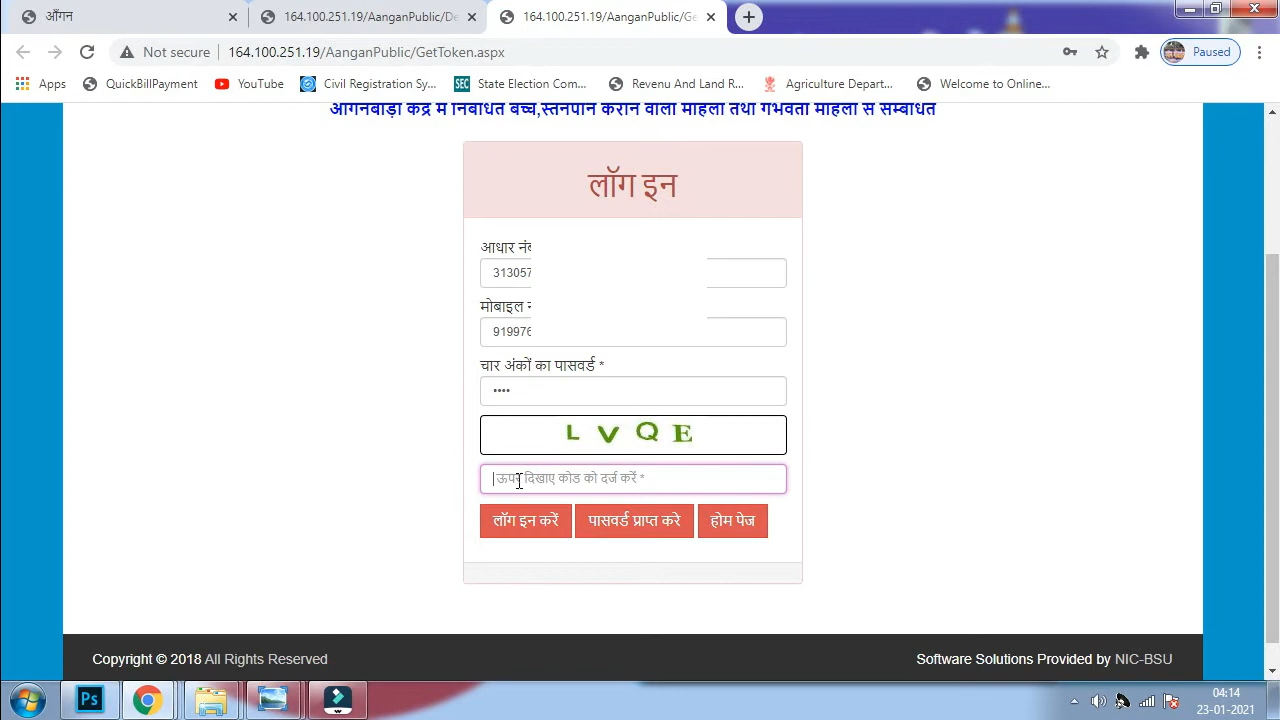 आँगन
164.100.251.19/AanganPublic/De
164.100.251.19/AanganPublic/Ge
Not secure
164.100.251.19/AanganPublic/GetToken.aspx
Paused
Apps
QuickBillPayment
YouTube
Civil Registration Sy...
State Election Com...
Revenu And Land R...
Agriculture Depart...
Welcome to Online...
लॉग इन
आधार
313057
मोबाइल
919976
चार अंकों का पासवर्ड *
••••
L V Q E
ऊपर दिखाए कोड को दर्ज करें *
लॉग इन करें पासवर्ड प्राप्त करे होम पेज
Copyright © 2018 All Rights Reserved
Software Solutions Provided by NIC-BSU
Ps
04:14
23-01-2021